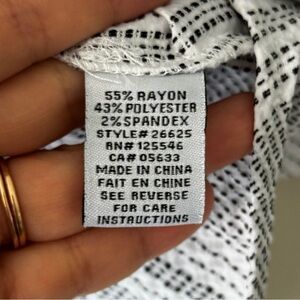 55% RAYON
43% POLYESTER
2% SPANDEX
STYLE# 26625
RN# 125546
CA# 05633
MADE IN CHINA
FAIT EN CHINE
SEE REVERSE
FOR CARE
INSTRUCTIONS